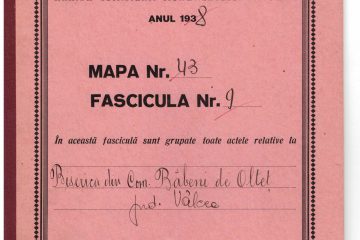 ANUL 1938
MAPA Nr. 43
FASCICULA Nr. 9
În această fasciculă sunt grupate toate actele relative la
Biserica din Com. Băbeni de Olteț
jud. Vâlcea